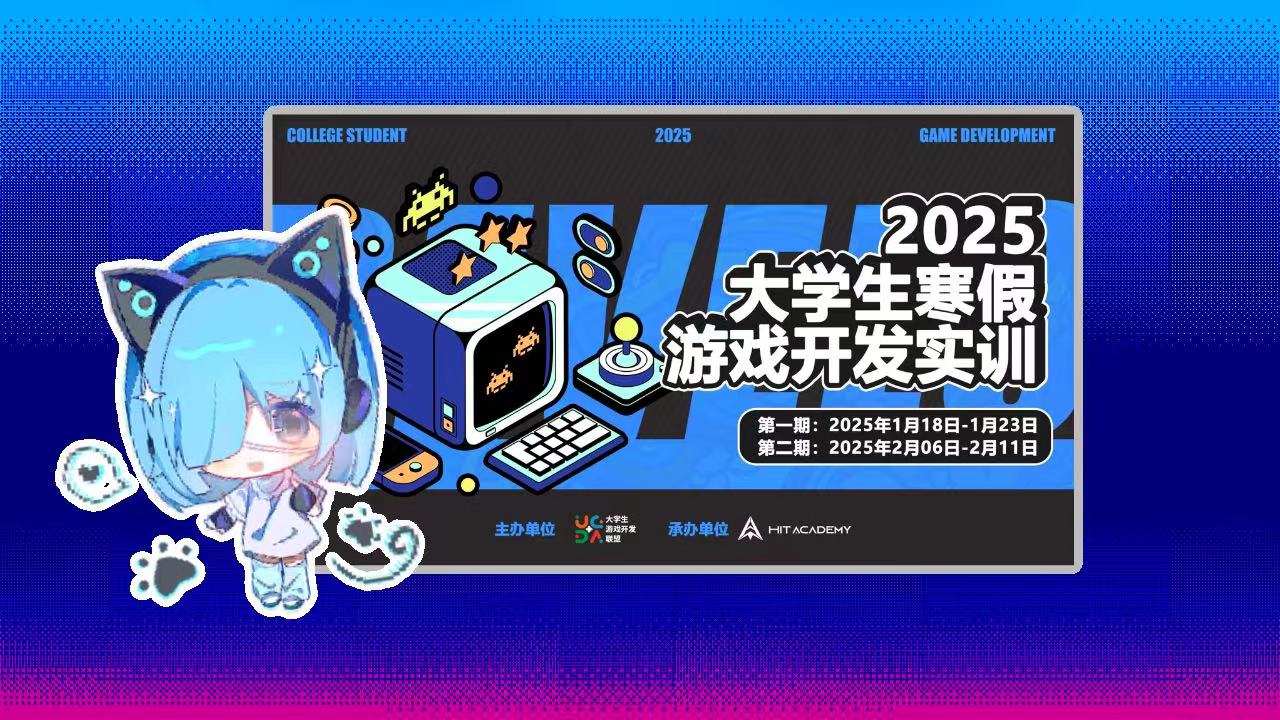 COLLEGE STUDENT
2025
GAME DEVELOPMENT
2025
大学生寒假
游戏开发实训
第一期：2025年1月18日-1月23日
第二期：2025年2月06日-2月11日
主办单位
UCDA
大学生
游戏开发
联盟
承办单位
HIT ACADEMY